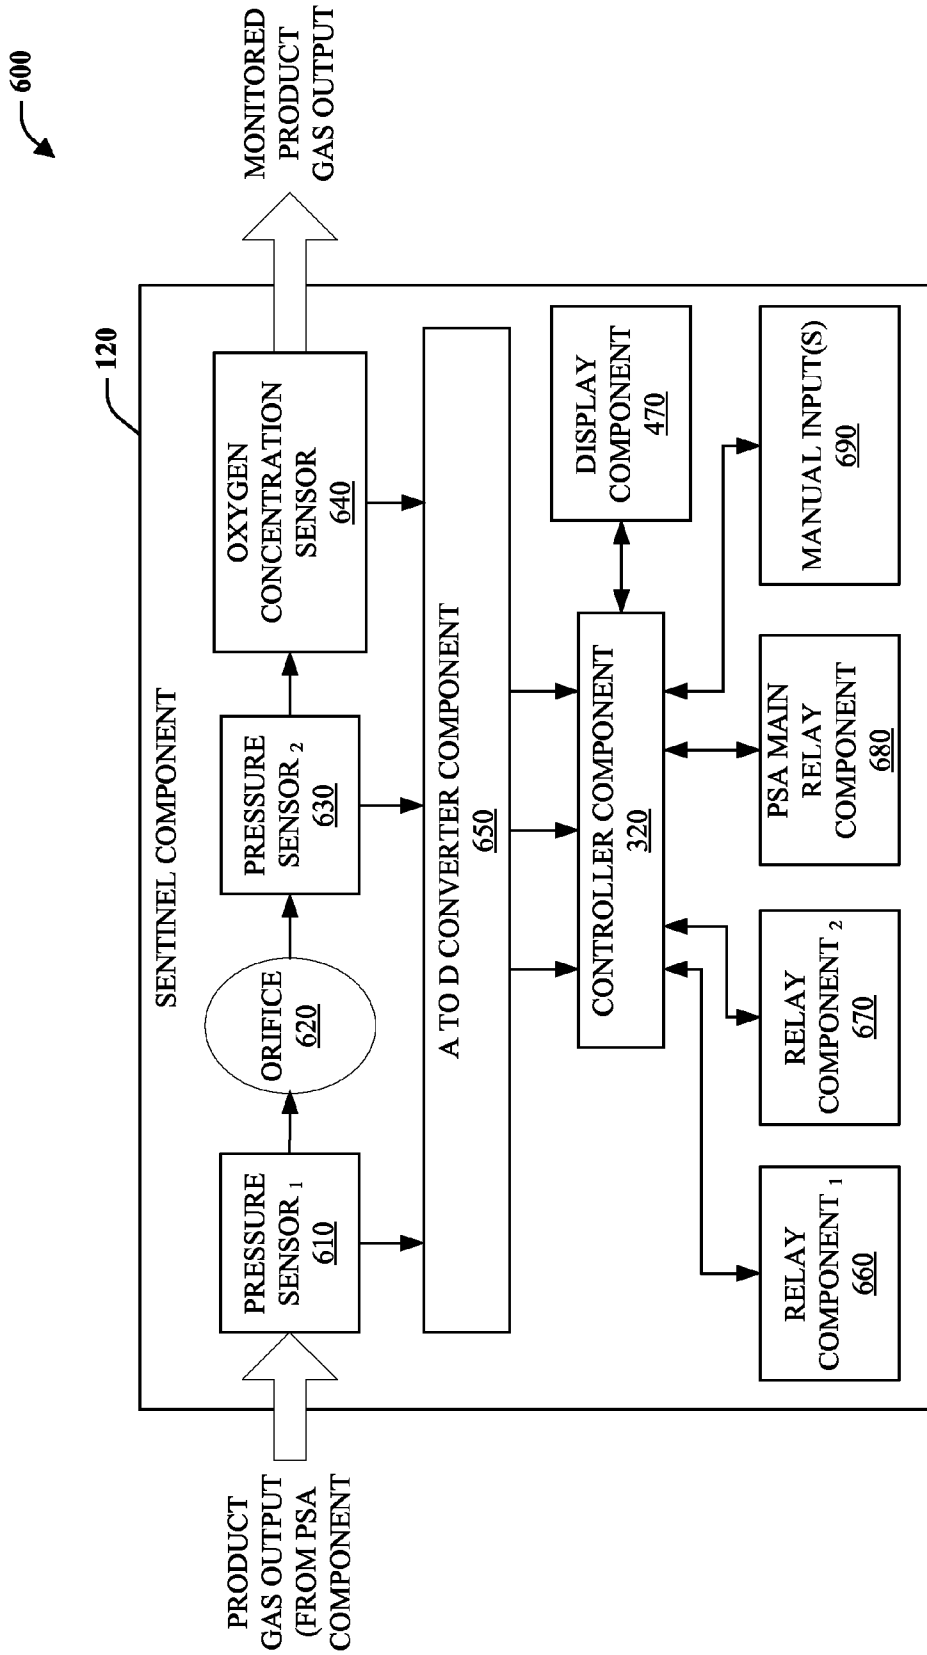 600
120
SENTINEL COMPONENT
PRODUCT
GAS OUTPUT
(FROM PSA
COMPONENT
PRESSURE
SENSOR 1
610
ORIFICE
620
PRESSURE
SENSOR 2
630
OXYGEN
CONCENTRATION
SENSOR
640
MONITORED
PRODUCT
GAS OUTPUT
A TO D CONVERTER COMPONENT
650
CONTROLLER COMPONENT
320
DISPLAY
COMPONENT
470
RELAY
COMPONENT 1
660
RELAY
COMPONENT 2
670
PSA MAIN
RELAY
COMPONENT
680
MANUAL INPUT(S)
690